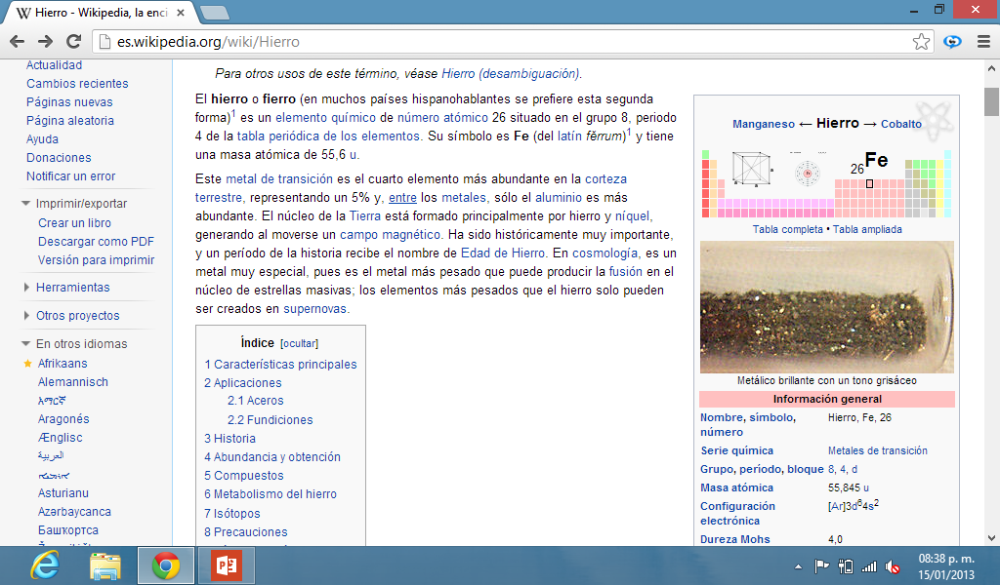 Hierro - Wikipedia, la enci
es.wikipedia.org/wiki/Hierro
Actualidad
Cambios recientes
Páginas nuevas
Página aleatoria
Ayuda
Donaciones
Notificar un error
Imprimir/exportar
Crear un libro
Descargar como PDF
Versión para imprimir
Herramientas
Otros proyectos
En otros idiomas
Afrikaans
Alemannisch
አማርኛ
Aragonés
Ænglisc
العربية
Asturianu
Azərbaycanca
Башҡортса
Para otros usos de este término, véase Hierro (desambiguación).
El hierro o fierro (en muchos países hispanohablantes se prefiere esta segunda
forma)1 es un elemento químico de número atómico 26 situado en el grupo 8, periodo
4 de la tabla periódica de los elementos. Su símbolo es Fe (del latín fĕrrum)1 y tiene
una masa atómica de 55,6 u.
Este metal de transición es el cuarto elemento más abundante en la corteza
terrestre, representando un 5% y, entre los metales, sólo el aluminio es más
abundante. El núcleo de la Tierra está formado principalmente por hierro y níquel,
generando al moverse un campo magnético. Ha sido históricamente muy importante,
y un período de la historia recibe el nombre de Edad de Hierro. En cosmología, es un
metal muy especial, pues es el metal más pesado que puede producir la fusión en el
núcleo de estrellas masivas; los elementos más pesados que el hierro solo pueden
ser creados en supernovas.
Índice [ocultar]
1 Características principales
2 Aplicaciones
2.1 Aceros
2.2 Fundiciones
3 Historia
4 Abundancia y obtención
5 Compuestos
6 Metabolismo del hierro
7 Isótopos
8 Precauciones
Manganeso ← Hierro → Cobalto
26Fe
Tabla completa • Tabla ampliada
Metálico brillante con un tono grisáceo
Información general
Nombre, símbolo, número Hierro, Fe, 26
Serie química Metales de transición
Grupo, período, bloque 8, 4, d
Masa atómica 55,845 u
Configuración electrónica [Ar]3d64s2
Dureza Mohs 4,0
08:38 p. m.
15/01/2013